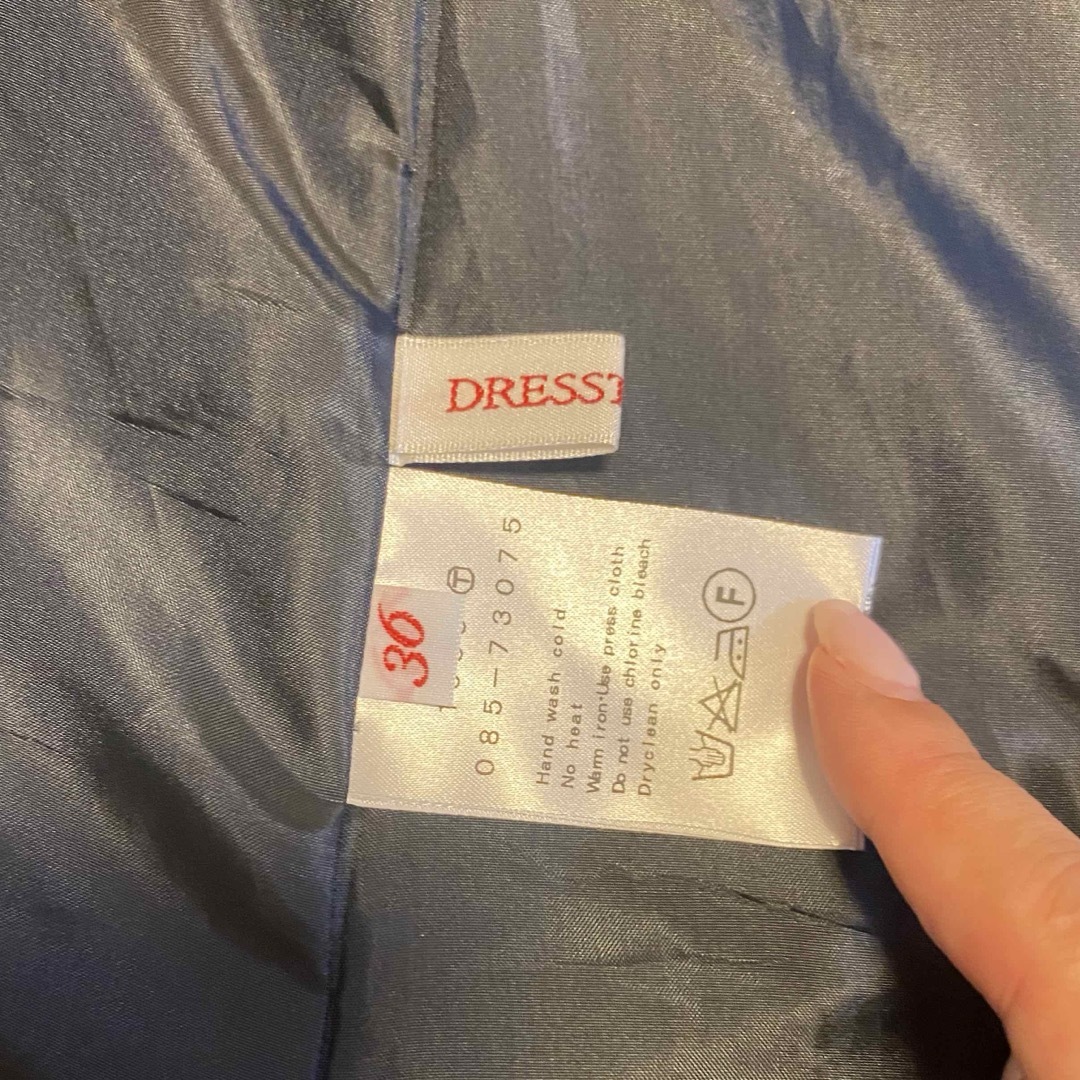 DRESS
36
Ⓣ
085-73075
Hand wash cold
No heat
Warm iron·Use press cloth
Do not use chlorine bleach
Dryclean only
F